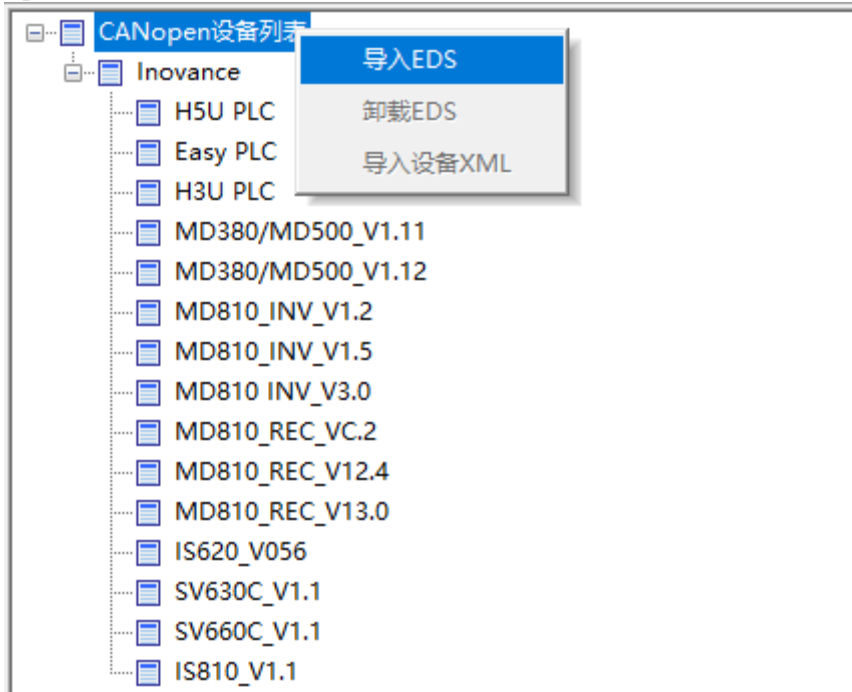 CANopen设备列表
导入EDS
Inovance
H5U PLC
卸载EDS
Easy PLC
导入设备XML
H3U PLC
MD380/MD500_V1.11
MD380/MD500_V1.12
MD810_INV_V1.2
MD810_INV_V1.5
MD810 INV_V3.0
MD810_REC_VC.2
MD810_REC_V12.4
MD810_REC_V13.0
IS620_V056
SV630C_V1.1
SV660C_V1.1
IS810_V1.1